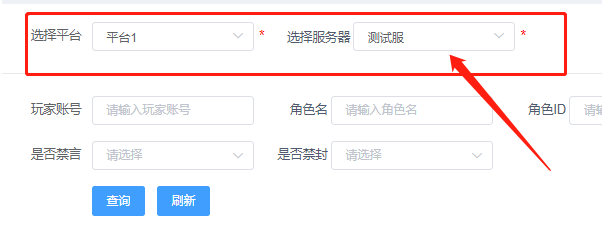 选择平台 平台1 * 选择服务器 测试服 *
玩家账号 请输入玩家账号 角色名 请输入角色名 角色ID 请输
是否禁言 请选择 是否禁封 请选择
查询 刷新